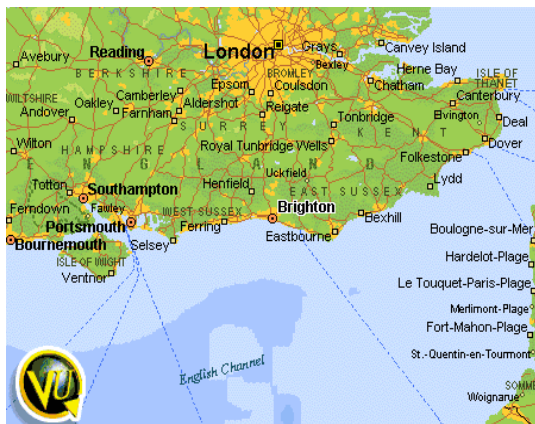 London
Grays
Canvey Island
Reading
Avebury
Bexley
BERKSHIRE
BROMLEY
Herne Bay
ISLE OF
THANET
Epsom
Coulsdon
Chatham
WILTSHIRE
Camberley
Canterbury
Oakley
Aldershot
Reigate
Andover
Farnham
Tonbridge
Elvington
Deal
SURREY
KENT
Wilton
HAMPSHIRE
Royal Tunbridge Wells
Dover
Folkestone
ENGLAND
Uckfield
Totton
Southampton
Henfield
EAST SUSSEX
Lydd
Ferndown
Fawley
WEST SUSSEX
Brighton
Bexhill
Portsmouth
Ferring
Boulogne-sur-Mer
Bournemouth
Selsey
Eastbourne
ISLE OF WIGHT
Hardelot-Plage
Ventnor
Le Touquet-Paris-Plage
Merlimont-Plage
Fort-Mahon-Plage
St.-Quentin-en-Tourmont
English Channel
SOMME
Woignarue
VU